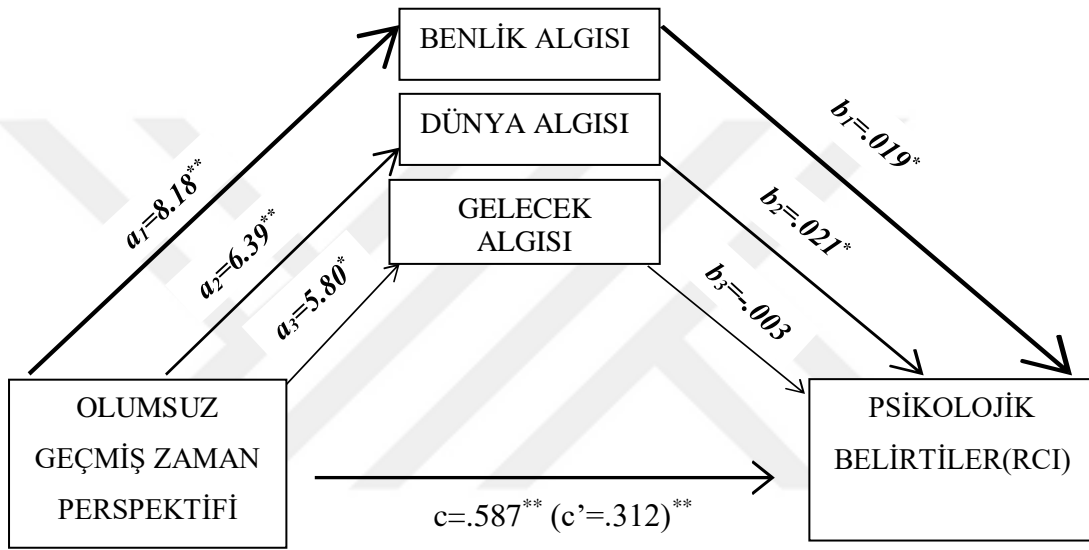 BENLİK ALGISI
DÜNYA ALGISI
GELECEK
ALGISI
a₁=8.18**
a₂=6.39**
a₃=5.80*
b₁=.019*
b₂=.021*
b₃=-.003
OLUMSUZ
GEÇMİŞ ZAMAN
PERSPEKTİFİ
PSİKOLOJİK
BELİRTİLER(RCI)
c=.587** (c’=.312)**